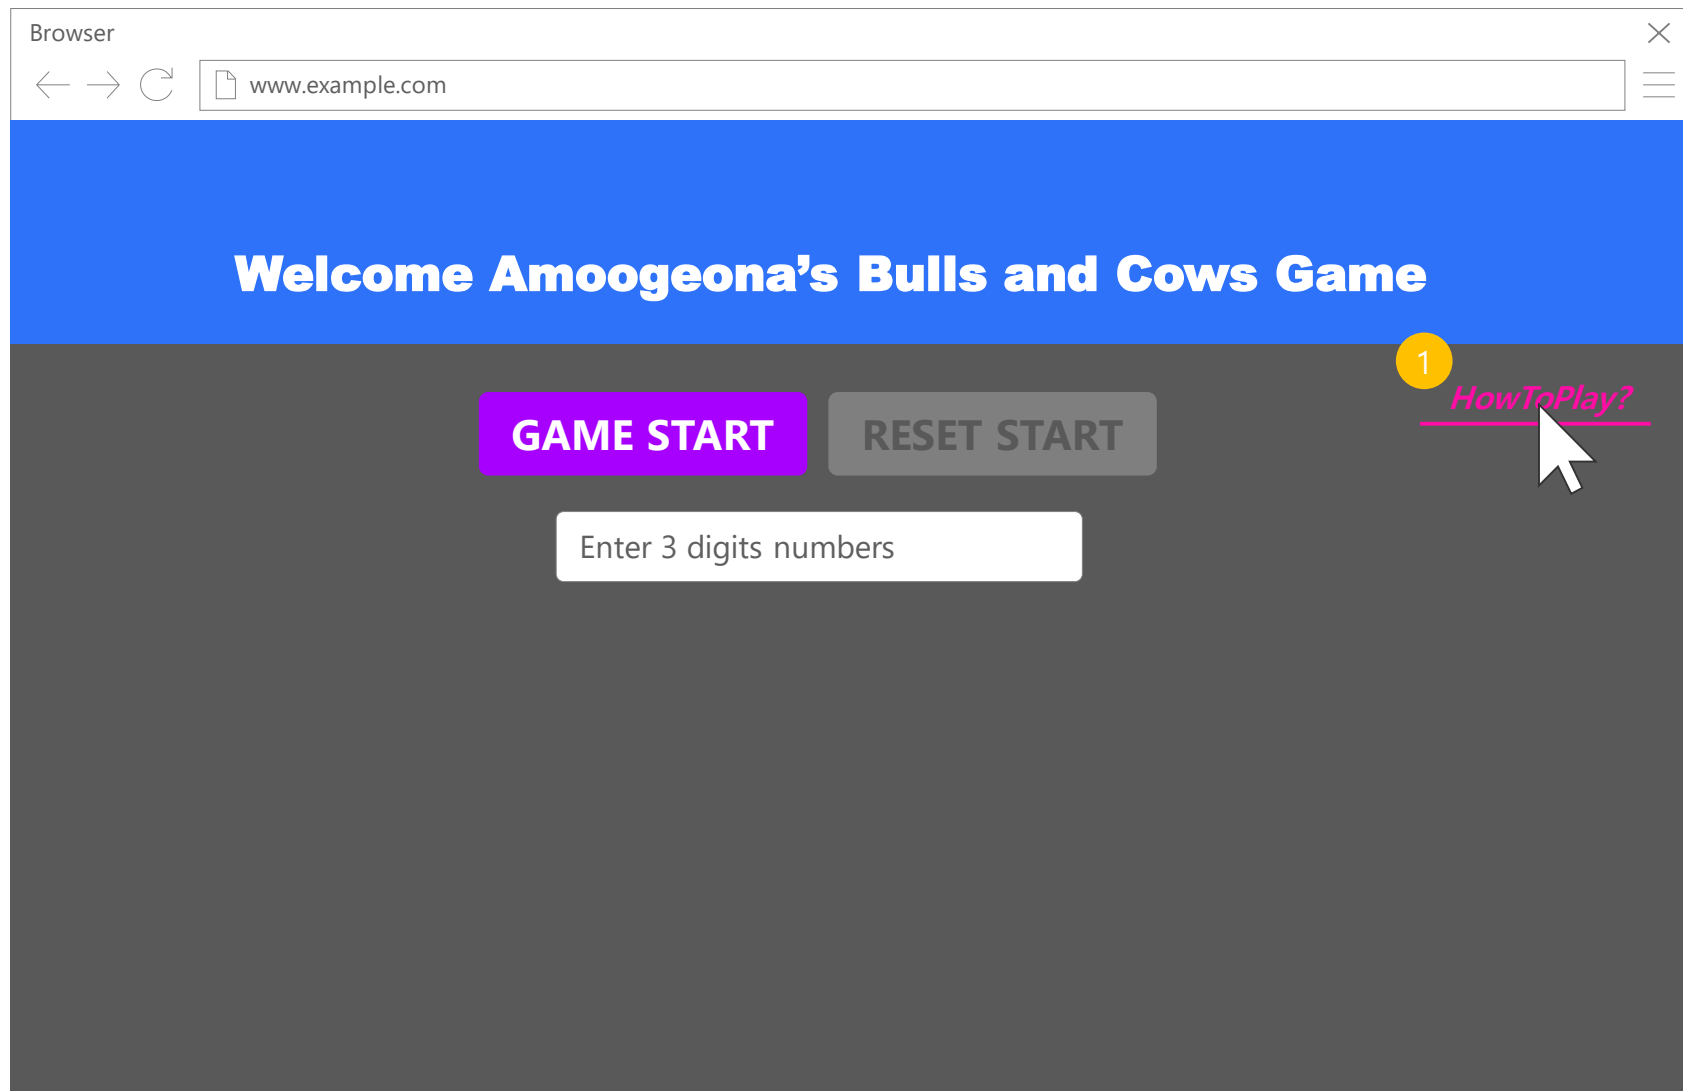 Browser
www.example.com
Welcome Amoogeona’s Bulls and Cows Game
1
HowToPlay?
GAME START
RESET START
Enter 3 digits numbers